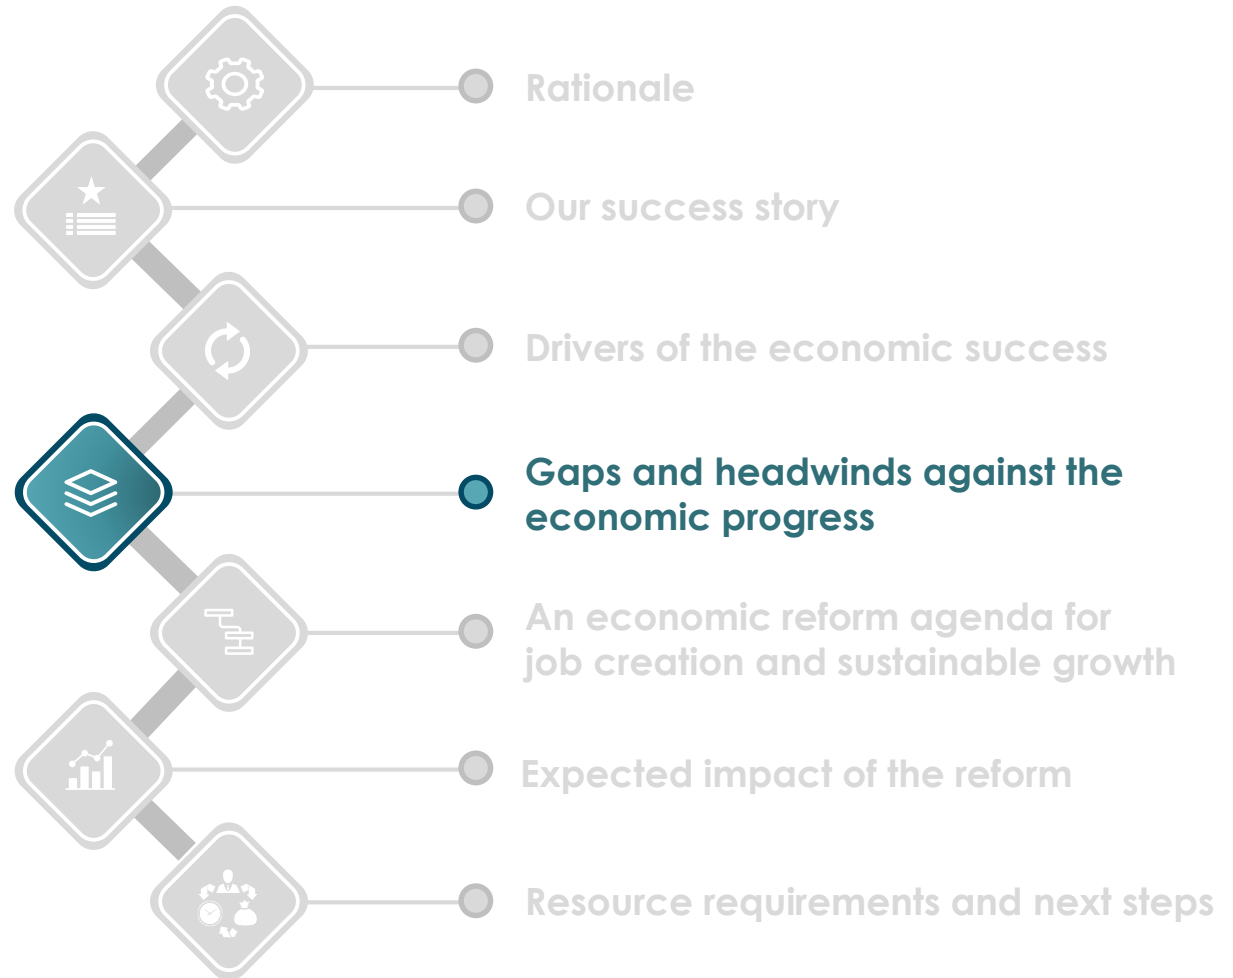 Rationale
Our success story
Drivers of the economic success
Gaps and headwinds against the
economic progress
An economic reform agenda for
job creation and sustainable growth
Expected impact of the reform
Resource requirements and next steps